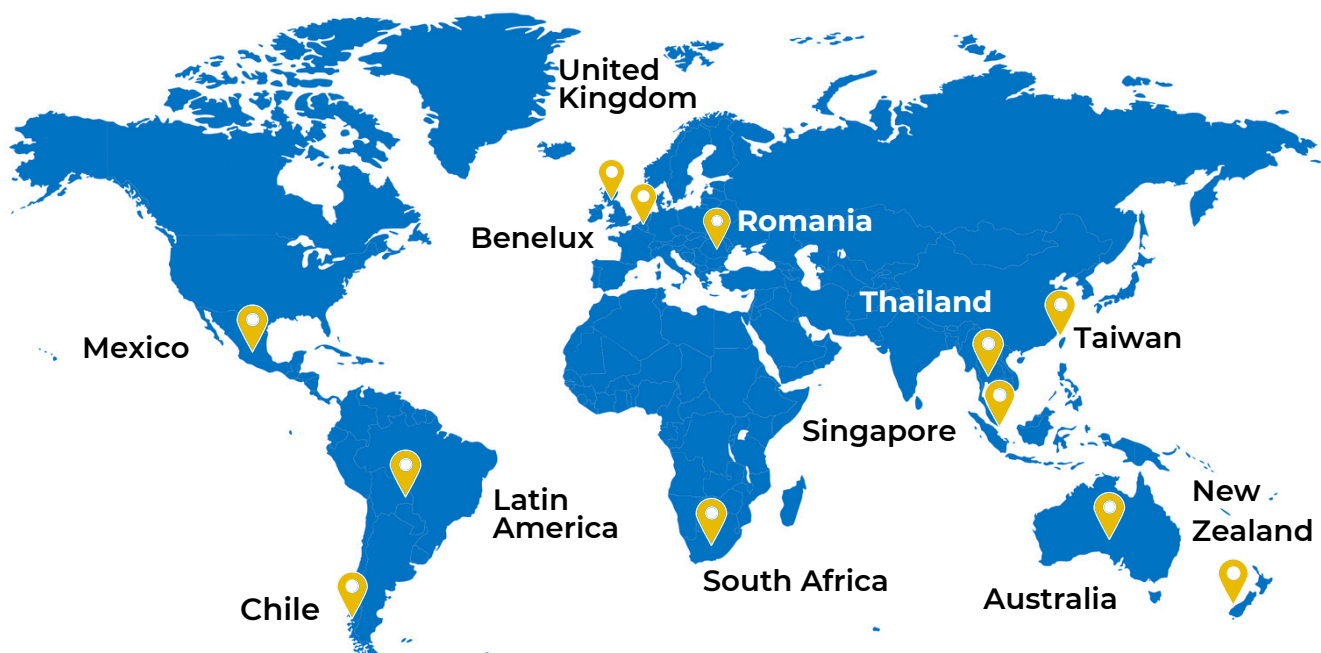 United
Kingdom
Benelux
Romania
Thailand
Mexico
Taiwan
Singapore
Latin
America
New
Zealand
South Africa
Australia
Chile